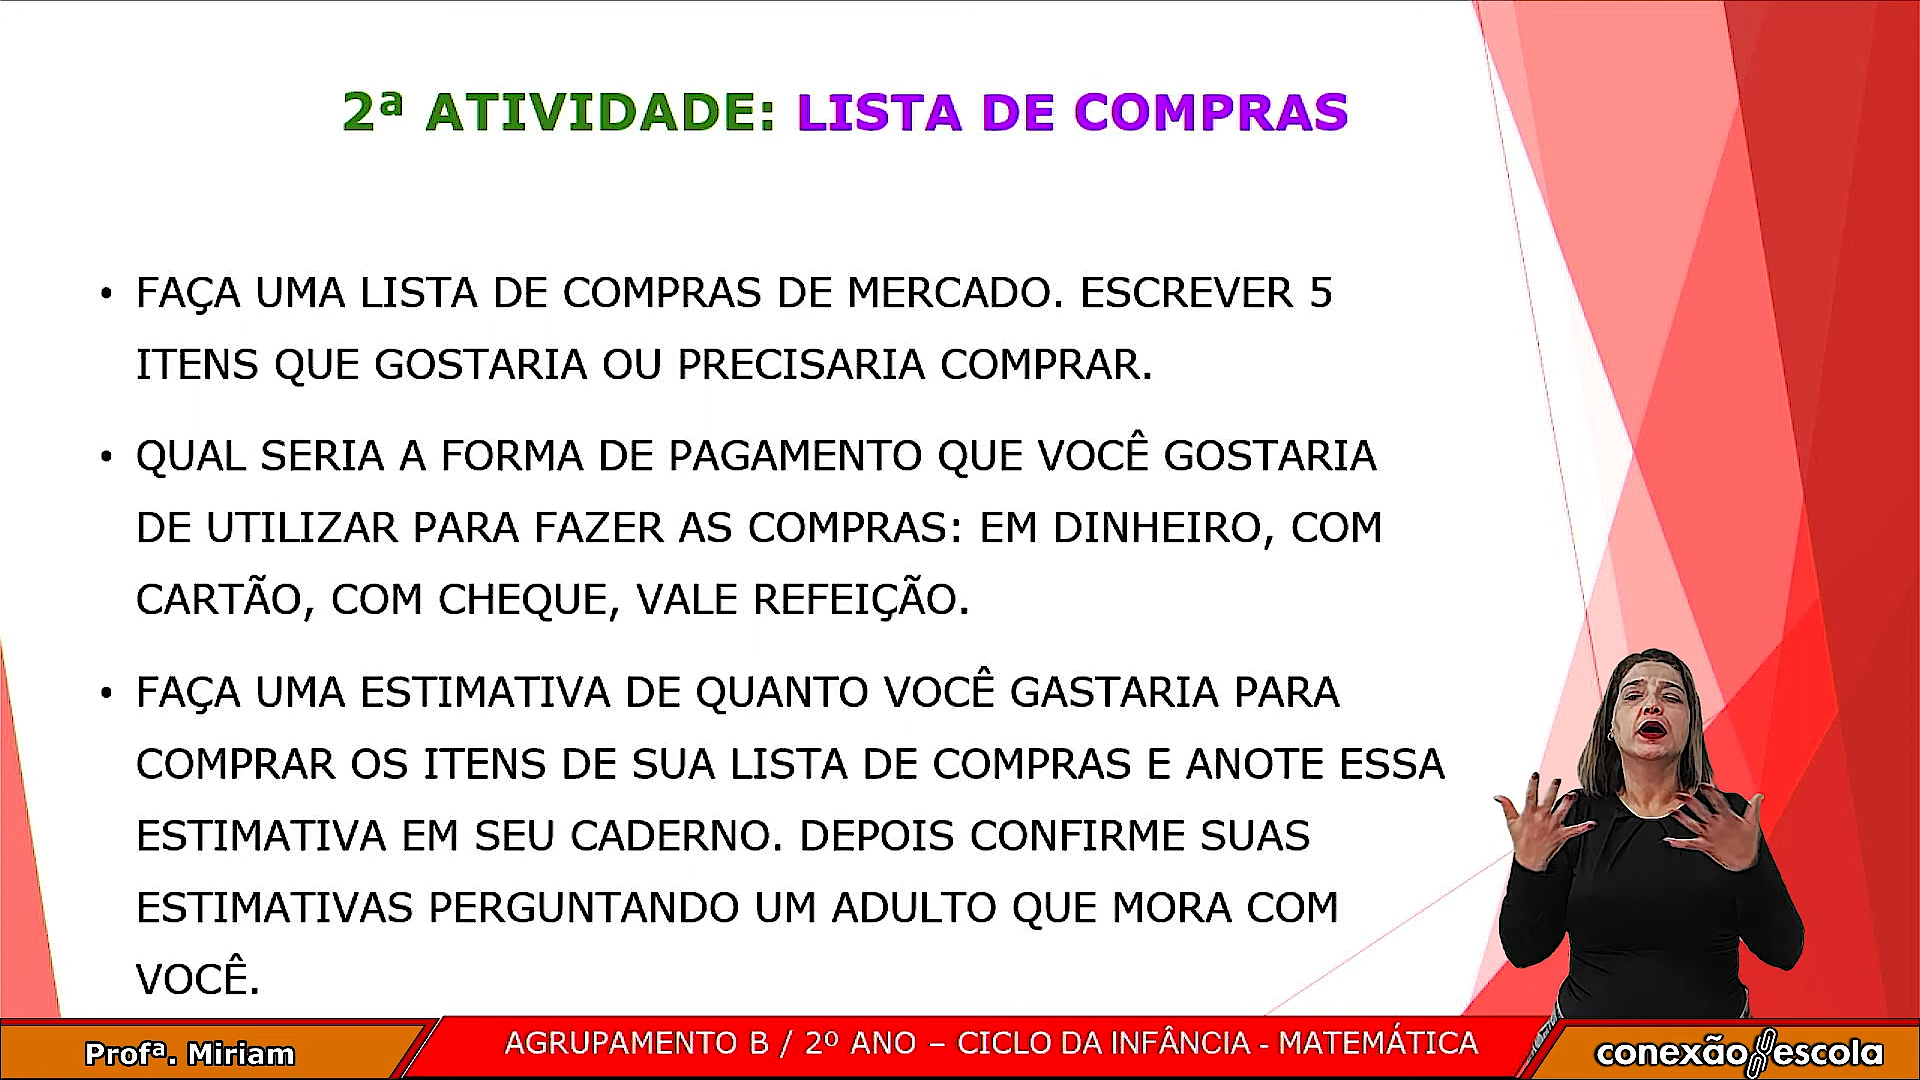 2ª ATIVIDADE: LISTA DE COMPRAS
• FAÇA UMA LISTA DE COMPRAS DE MERCADO. ESCREVER 5
ITENS QUE GOSTARIA OU PRECISARIA COMPRAR.
• QUAL SERIA A FORMA DE PAGAMENTO QUE VOCÊ GOSTARIA
DE UTILIZAR PARA FAZER AS COMPRAS: EM DINHEIRO, COM
CARTÃO, COM CHEQUE, VALE REFEIÇÃO.
• FAÇA UMA ESTIMATIVA DE QUANTO VOCÊ GASTARIA PARA
COMPRAR OS ITENS DE SUA LISTA DE COMPRAS E ANOTE ESSA
ESTIMATIVA EM SEU CADERNO. DEPOIS CONFIRME SUAS
ESTIMATIVAS PERGUNTANDO UM ADULTO QUE MORA COM
VOCÊ.
Profª. Miriam
AGRUPAMENTO B / 2º ANO – CICLO DA INFÂNCIA - MATEMÁTICA
conexão escola